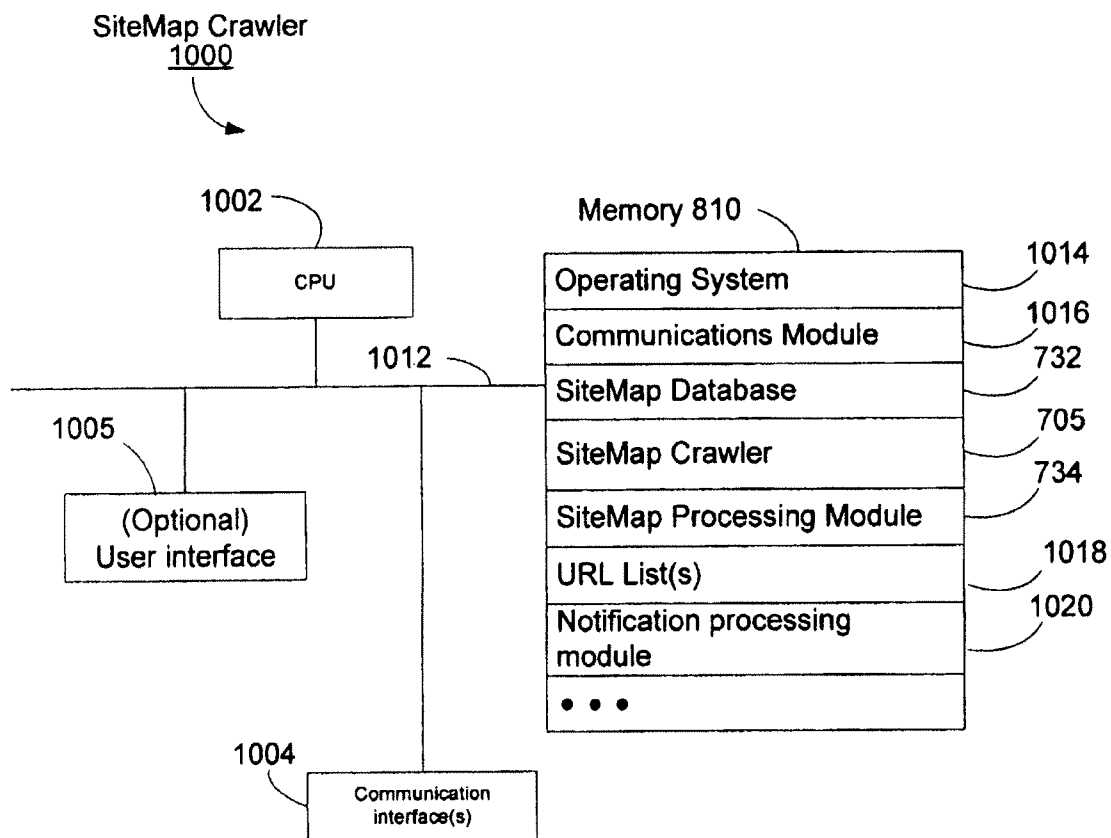 SiteMap Crawler
1000
1002
CPU
Memory 810
Operating System
1014
Communications Module
1016
1012
SiteMap Database
732
SiteMap Crawler
705
1005
(Optional)
User interface
SiteMap Processing Module
734
URL List(s)
1018
Notification processing
module
1020
• • •
1004
Communication
interface(s)